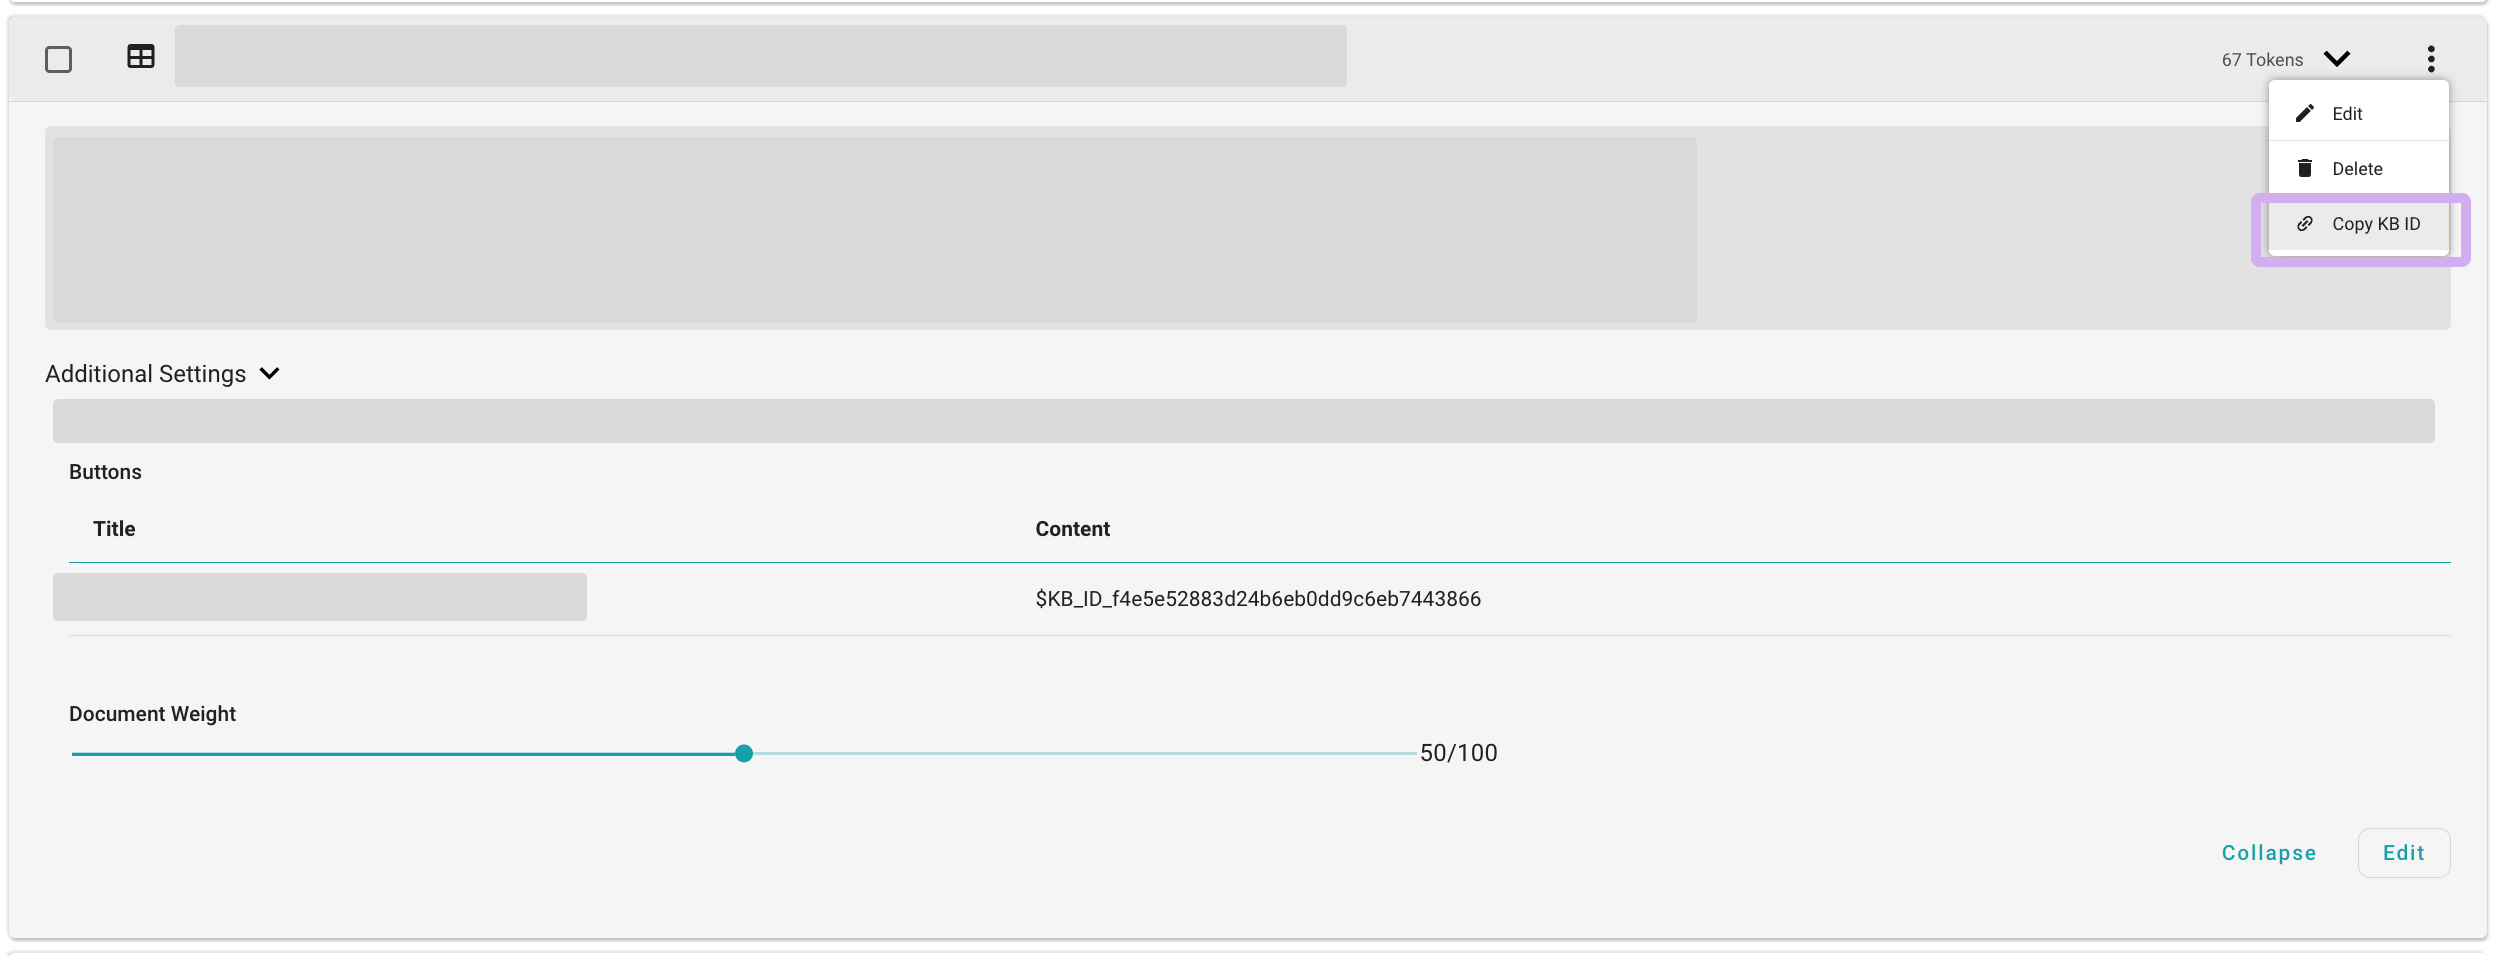 67 Tokens
Edit
Delete
Copy KB ID
Additional Settings
Buttons
Title Content
$KB_ID_f4e5e52883d24b6eb0dd9c6eb7443866
Document Weight
50/100
Collapse Edit